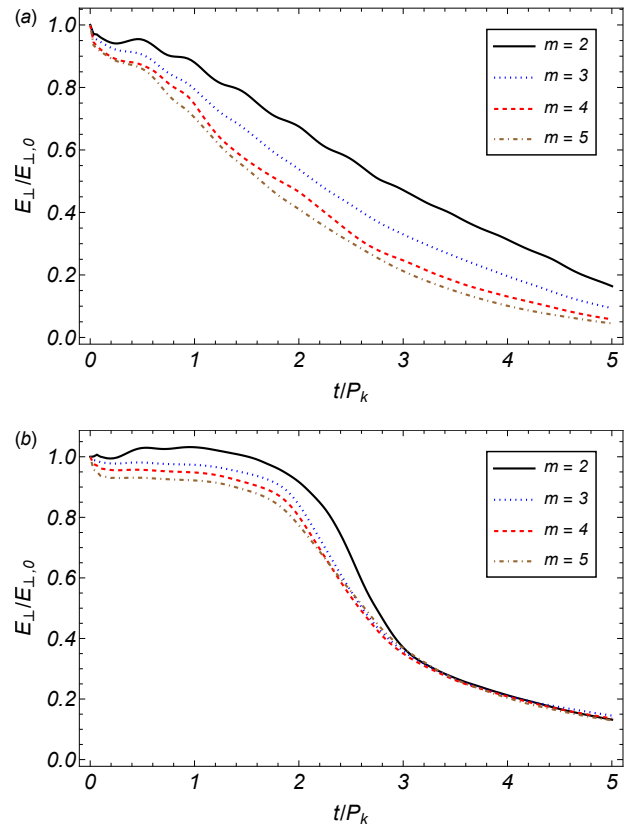 (a)
1.0
0.8
0.6
0.4
0.2
0.0
E⊥/E⊥,0
0 1 2 3 4 5
t/Pk
m = 2
m = 3
m = 4
m = 5
(b)
1.0
0.8
0.6
0.4
0.2
0.0
E⊥/E⊥,0
0 1 2 3 4 5
t/Pk
m = 2
m = 3
m = 4
m = 5